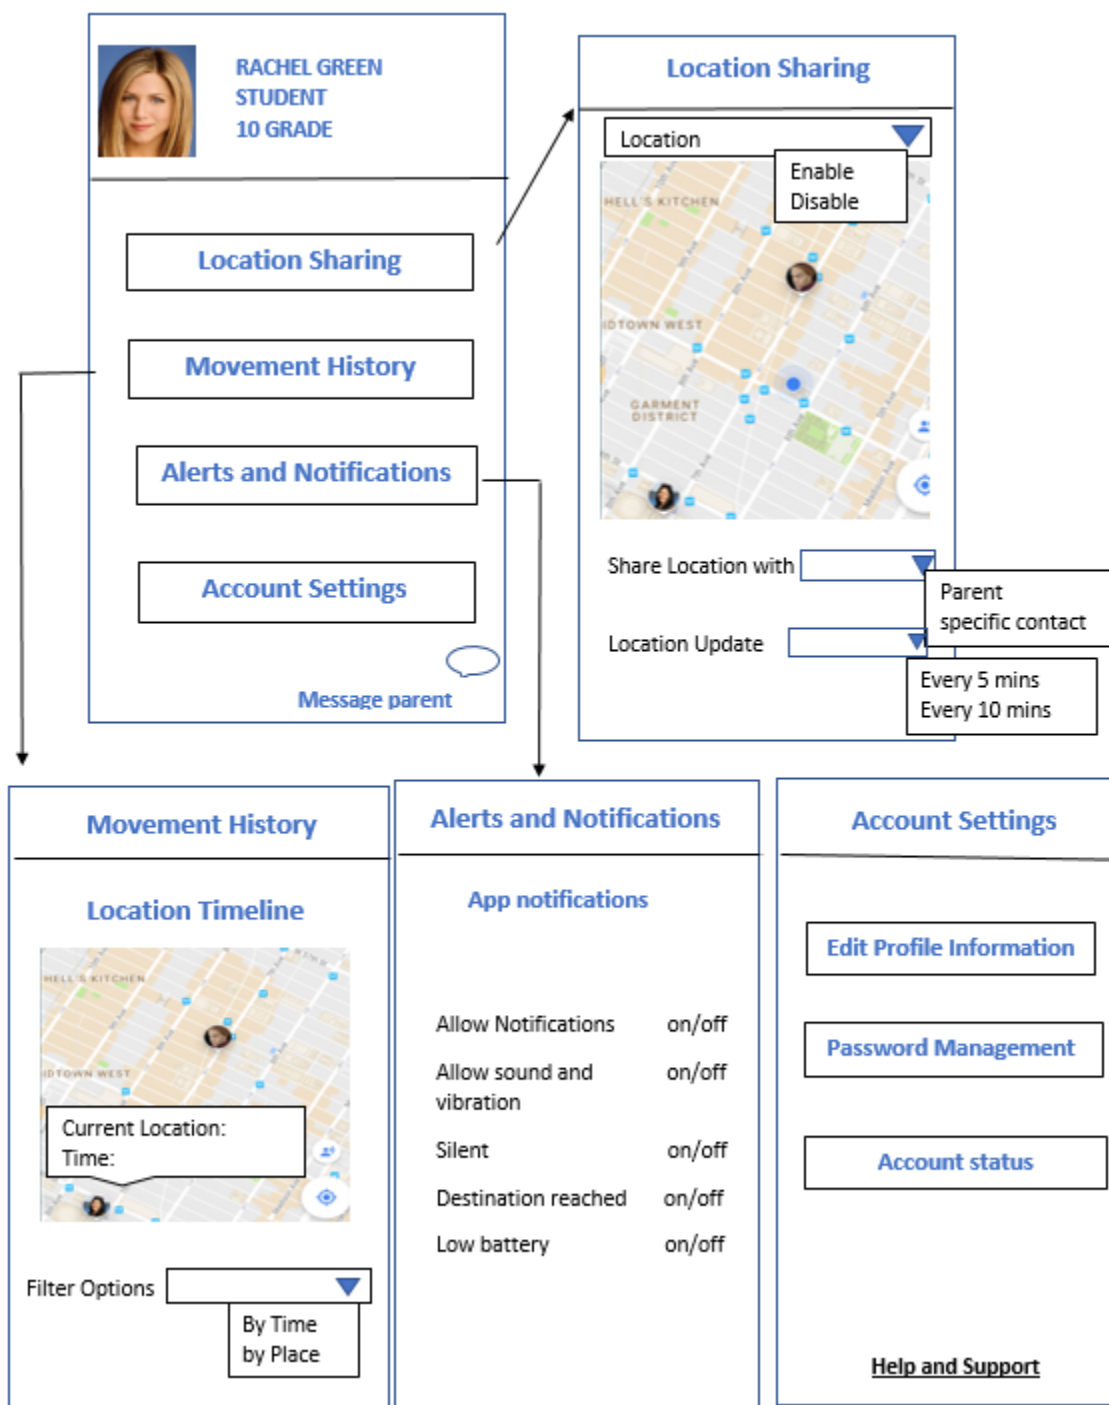 RACHEL GREEN
STUDENT
10 GRADE
Location Sharing
Movement History
Alerts and Notifications
Account Settings
Message parent
Location Sharing
Location
Enable
Disable
HELL'S KITCHEN
IDTOWN WEST
GARMENT
DISTRICT
Share Location with
Parent
specific contact
Location Update
Every 5 mins
Every 10 mins
Movement History
Location Timeline
HELL'S KITCHEN
IDTOWN WEST
Current Location:
Time:
Filter Options
By Time
by Place
Alerts and Notifications
App notifications
Allow Notifications on/off
Allow sound and on/off
vibration
Silent on/off
Destination reached on/off
Low battery on/off
Account Settings
Edit Profile Information
Password Management
Account status
Help and Support